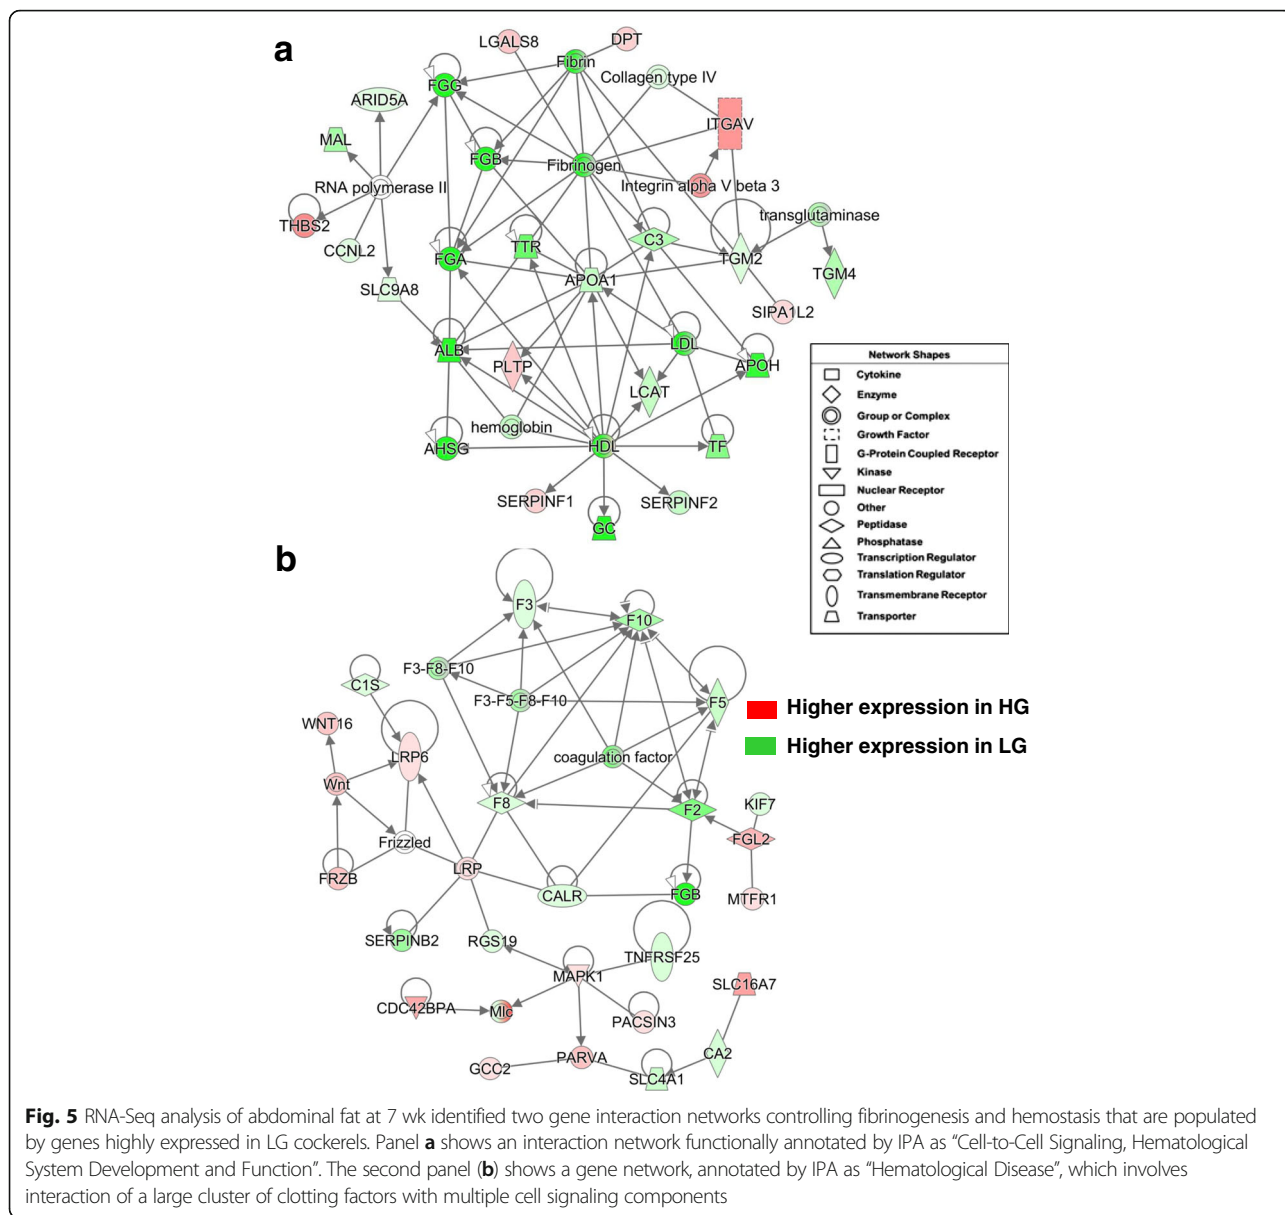 a
LGALS8
DPT
Fibrin
Collagen type IV
FGG
ARID5A
ITGAV
MAL
FGB
Fibrinogen
Integrin alpha V beta 3
RNA polymerase II
THBS2
transglutaminase
CCNL2
TTR
C3
FGA
TGM2
TGM4
APOA1
SLC9A8
SIPA1L2
ALB
LDL
PLTP
APOH
LCAT
hemoglobin
AHSG
HDL
TF
SERPINF1
SERPINF2
GC
Network Shapes
Cytokine
Enzyme
Group or Complex
Growth Factor
G-Protein Coupled Receptor
Kinase
Nuclear Receptor
Other
Peptidase
Phosphatase
Transcription Regulator
Translation Regulator
Transmembrane Receptor
Transporter
b
F3
F10
F3-F8-F10
C1S
F3-F5-F8-F10
F5
Higher expression in HG
Higher expression in LG
WNT16
LRP6
coagulation factor
Wnt
F8
F2
KIF7
Frizzled
FGL2
LRP
FRZB
CALR
FGB
MTFR1
SERPINB2
RGS19
TNFRSF25
MAPK1
SLC16A7
CDC42BPA
Mlc
PACSIN3
PARVA
CA2
GCC2
SLC4A1
Fig. 5 RNA-Seq analysis of abdominal fat at 7 wk identified two gene interaction networks controlling fibrinogenesis and hemostasis that are populated
by genes highly expressed in LG cockerels. Panel a shows an interaction network functionally annotated by IPA as “Cell-to-Cell Signaling, Hematological
System Development and Function”. The second panel (b) shows a gene network, annotated by IPA as “Hematological Disease”, which involves
interaction of a large cluster of clotting factors with multiple cell signaling components